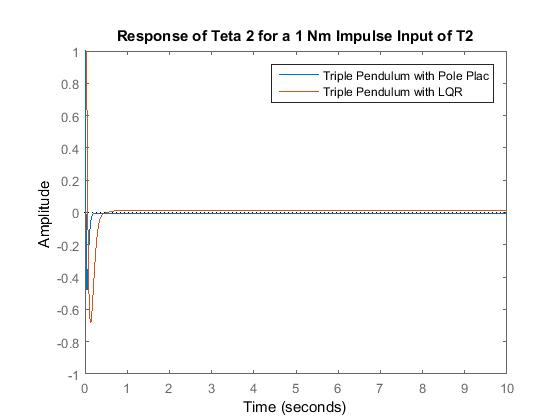 Response of Teta 2 for a 1 Nm Impulse Input of T2
Triple Pendulum with Pole Plac
Triple Pendulum with LQR
1
0.8
0.6
0.4
0.2
0
-0.2
-0.4
-0.6
-0.8
-1
Amplitude
0 1 2 3 4 5 6 7 8 9 10
Time (seconds)